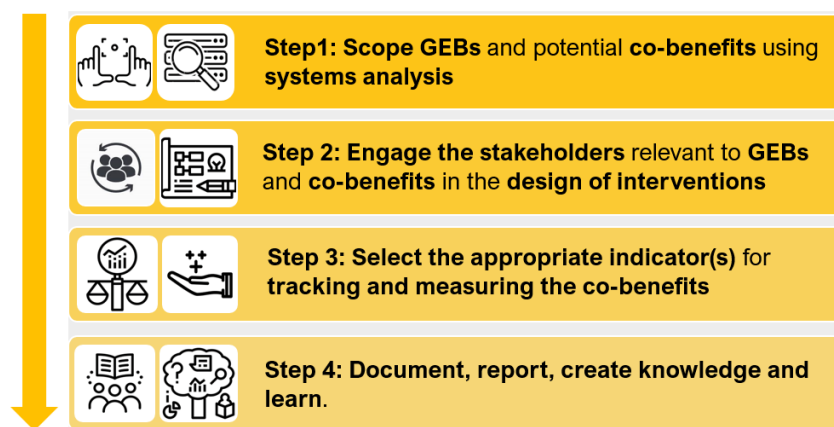 Step1: Scope GEBs and potential co-benefits using
systems analysis
Step 2: Engage the stakeholders relevant to GEBs
and co-benefits in the design of interventions
Step 3: Select the appropriate indicator(s) for
tracking and measuring the co-benefits
Step 4: Document, report, create knowledge and
learn.